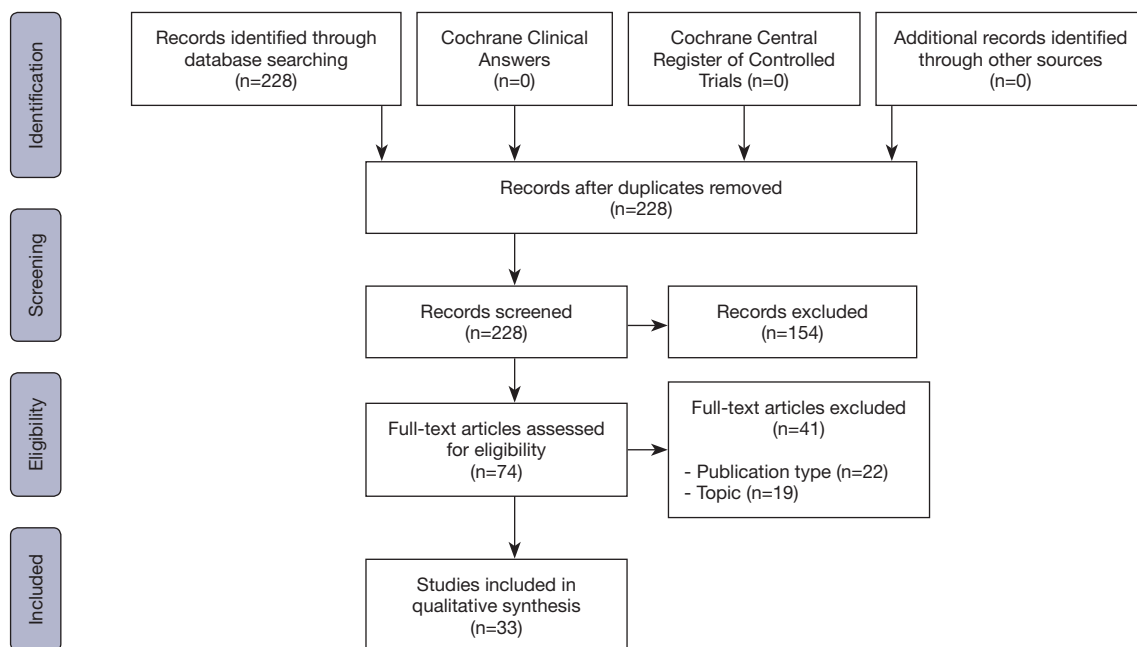 Identification
Records identified through
database searching
(n=228)
Cochrane Clinical
Answers
(n=0)
Cochrane Central
Register of Controlled
Trials (n=0)
Additional records identified
through other sources
(n=0)
Records after duplicates removed
(n=228)
Screening
Records screened
(n=228)
Records excluded
(n=154)
Eligibility
Full-text articles assessed
for eligibility
(n=74)
Full-text articles excluded
(n=41)
- Publication type (n=22)
- Topic (n=19)
Included
Studies included in
qualitative synthesis
(n=33)